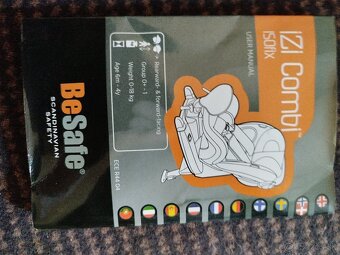 IZI Combi™
ISOfix
USER MANUAL
Rearward- & forward-facing
Group 0+ - 1
Weight 0-18 kg
Age 6m - 4y
ECE R44 04
BeSafe®
SCANDINAVIAN
SAFETY